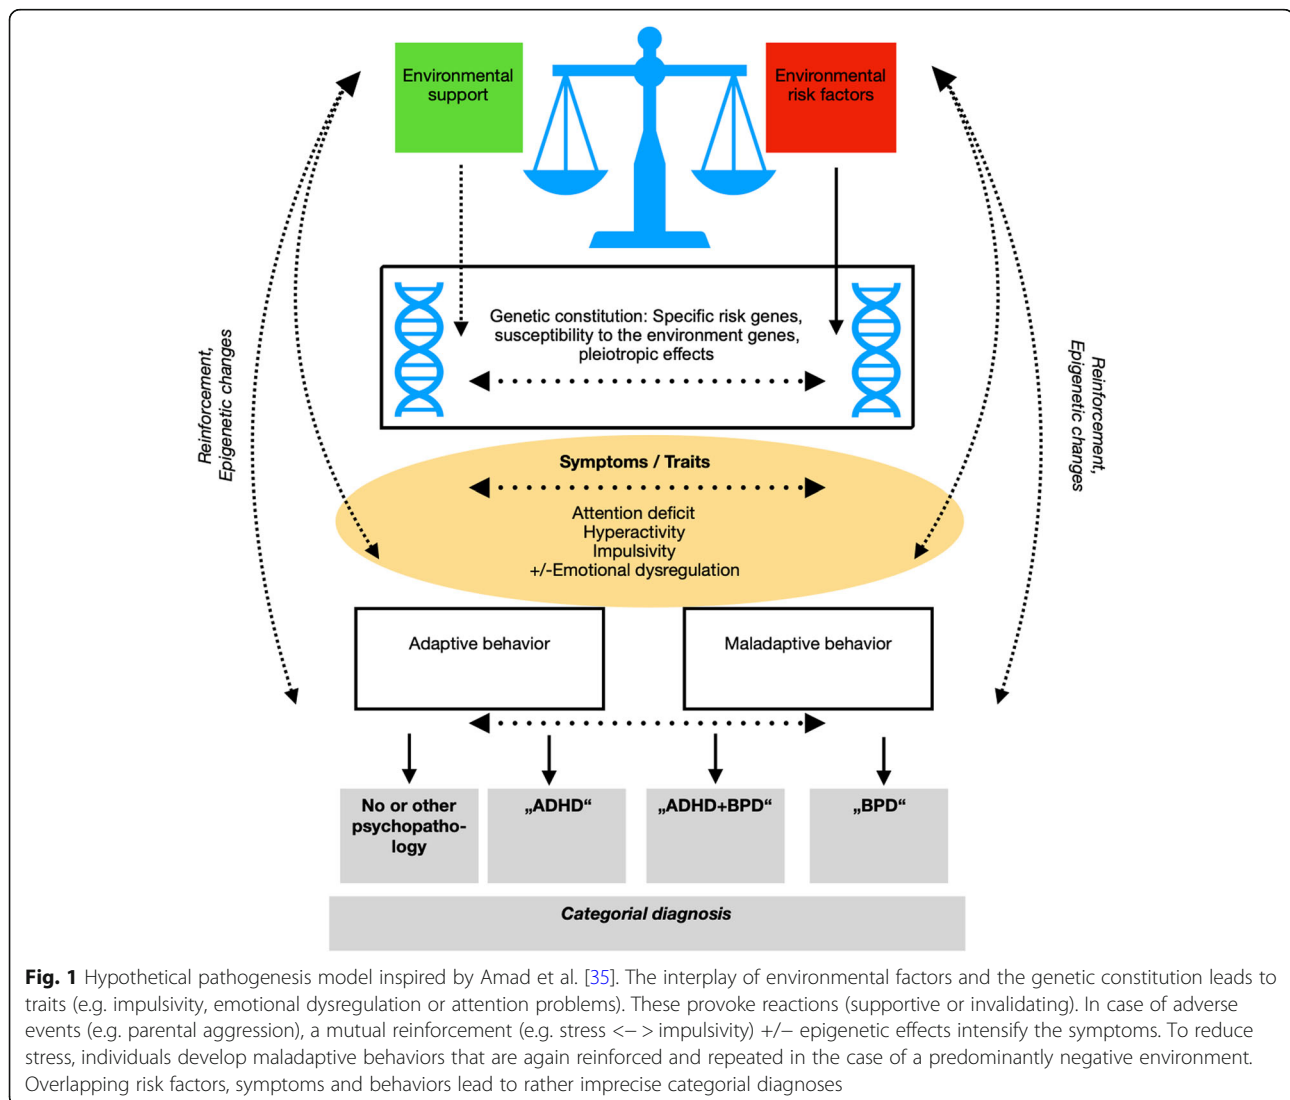 Environmental
support
Environmental
risk factors
Genetic constitution: Specific risk genes,
susceptibility to the environment genes,
pleiotropic effects
Reinforcement,
Epigenetic changes
Reinforcement,
Epigenetic changes
Symptoms / Traits
Attention deficit
Hyperactivity
Impulsivity
+/-Emotional dysregulation
Adaptive behavior
Maladaptive behavior
No or other
psychopatho-
logy
„ADHD“
„ADHD+BPD“
„BPD“
Categorial diagnosis
Fig. 1 Hypothetical pathogenesis model inspired by Amad et al. [35]. The interplay of environmental factors and the genetic constitution leads to
traits (e.g. impulsivity, emotional dysregulation or attention problems). These provoke reactions (supportive or invalidating). In case of adverse
events (e.g. parental aggression), a mutual reinforcement (e.g. stress <− > impulsivity) +/− epigenetic effects intensify the symptoms. To reduce
stress, individuals develop maladaptive behaviors that are again reinforced and repeated in the case of a predominantly negative environment.
Overlapping risk factors, symptoms and behaviors lead to rather imprecise categorial diagnoses